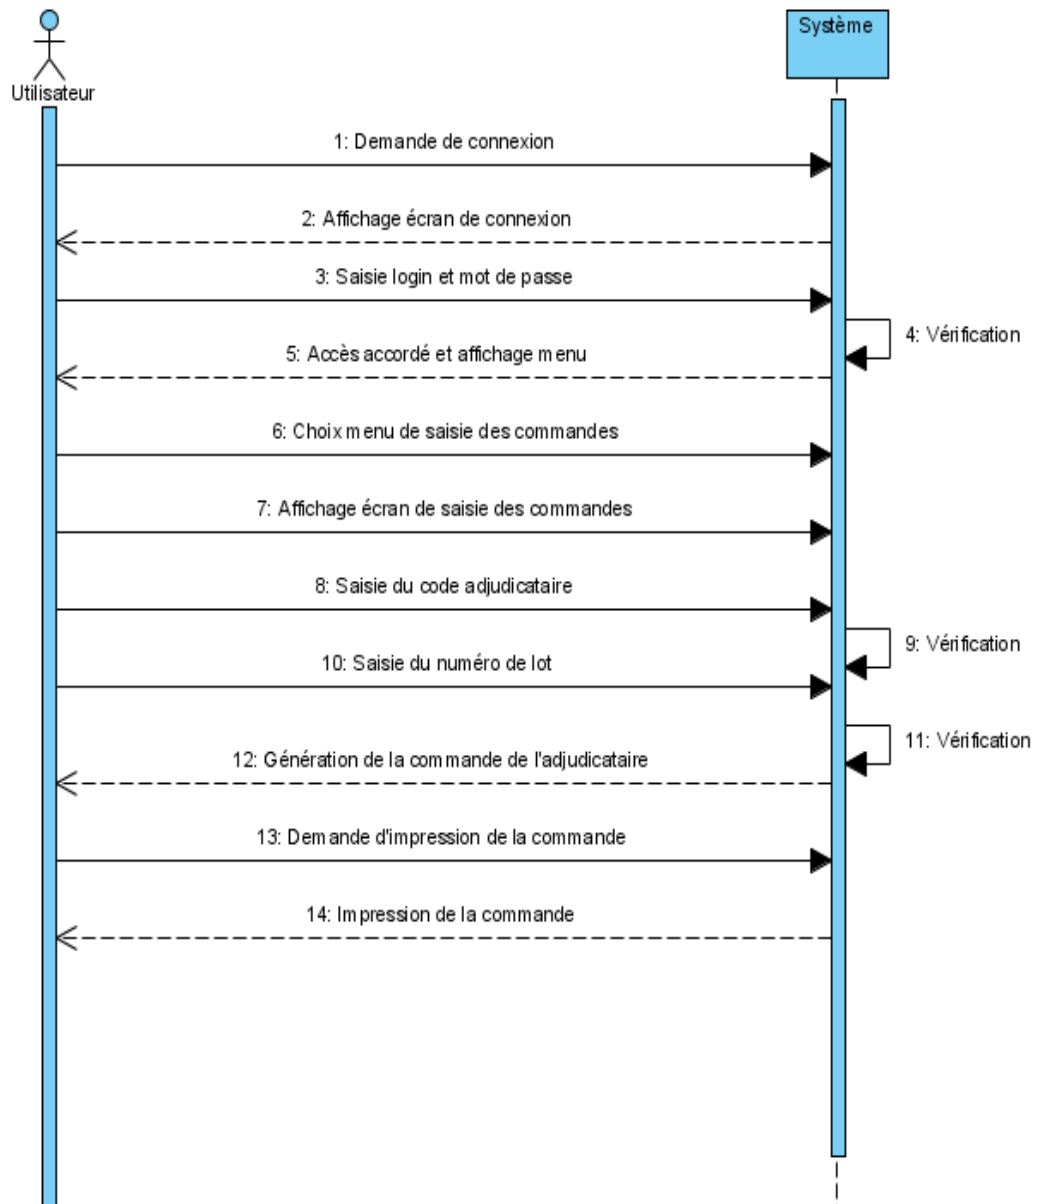 Système
Utilisateur
1: Demande de connexion
2: Affichage écran de connexion
3: Saisie login et mot de passe
4: Vérification
5: Accès accordé et affichage menu
6: Choix menu de saisie des commandes
7: Affichage écran de saisie des commandes
8: Saisie du code adjudicataire
9: Vérification
10: Saisie du numéro de lot
11: Vérification
12: Génération de la commande de l'adjudicataire
13: Demande d'impression de la commande
14: Impression de la commande